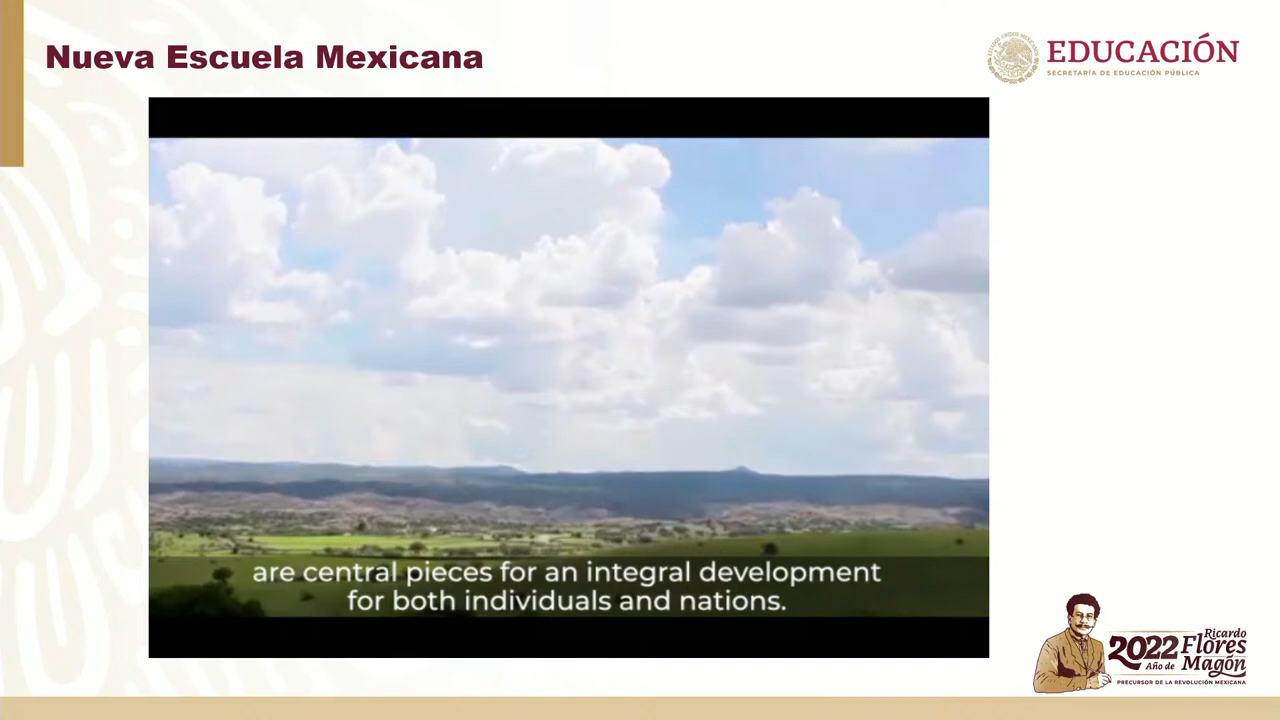 Nueva Escuela Mexicana
EDUCACIÓN
SECRETARÍA DE EDUCACIÓN PÚBLICA
are central pieces for an integral development
for both individuals and nations.
2022 Ricardo
Año de Flores
Magón
PRECURSOR DE LA REVOLUCIÓN MEXICANA